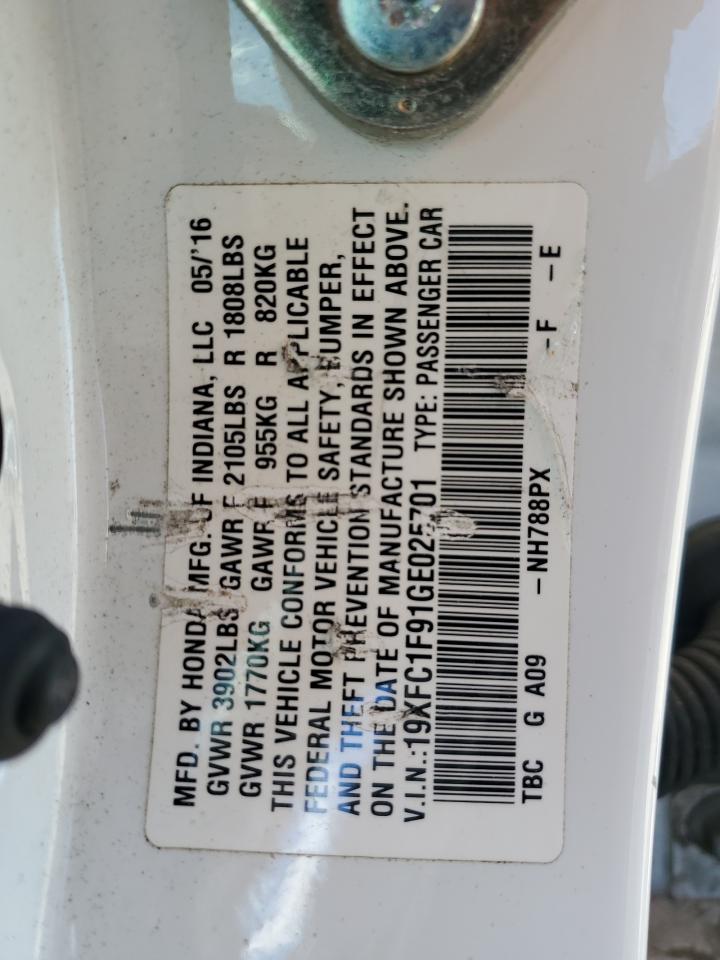 MFD. BY HONDA MFG. OF INDIANA, LLC 05/'16
GVWR 3902LBS GAWR F 2105LBS R 1808LBS
GVWR 1770KG GAWR F 955KG R 820KG
THIS VEHICLE CONFORMS TO ALL APPLICABLE
FEDERAL MOTOR VEHICLE SAFETY, BUMPER,
AND THEFT PREVENTION STANDARDS IN EFFECT
ON THE DATE OF MANUFACTURE SHOWN ABOVE.
V.I.N.:19XFC1F91GE025701 TYPE: PASSENGER CAR
TBC G A09 -NH788PX -F -E